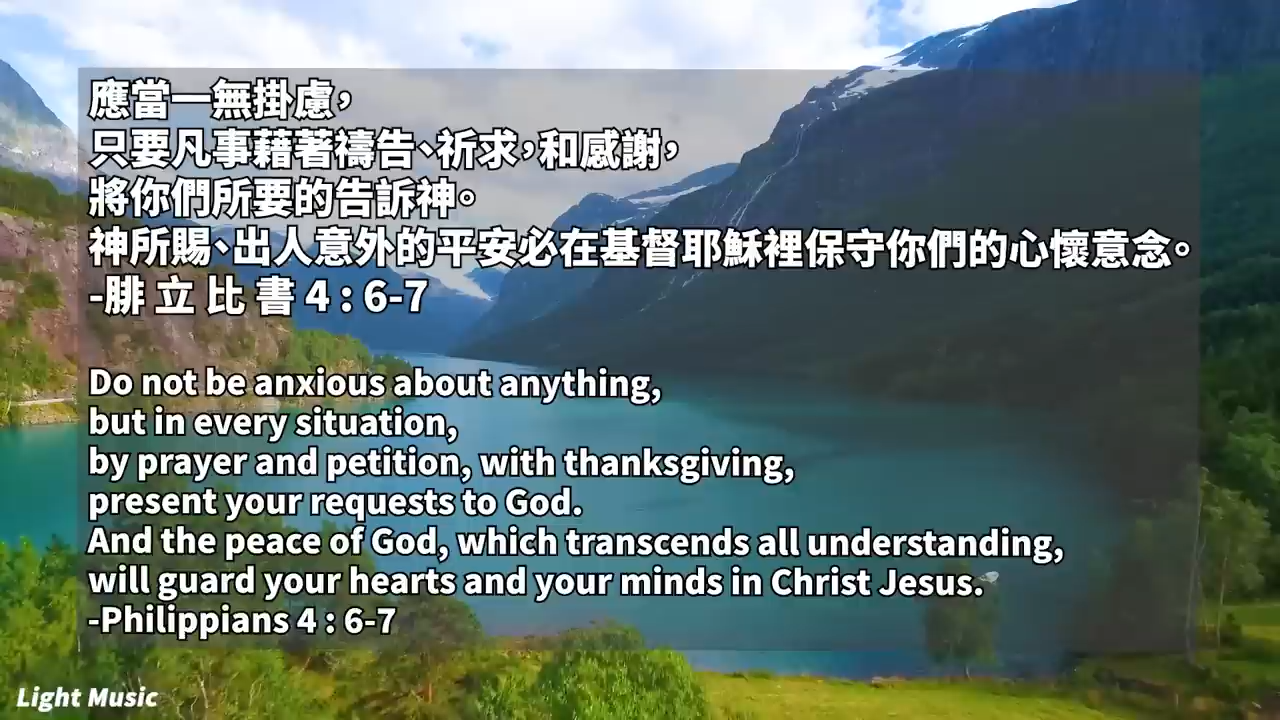 應當一無掛慮，
只要凡事藉著禱告、祈求，和感謝，
將你們所要的告訴神。
神所賜、出人意外的平安必在基督耶穌裡保守你們的心懷意念。
-腓 立 比 書 4 : 6-7
Do not be anxious about anything,
but in every situation,
by prayer and petition, with thanksgiving,
present your requests to God.
And the peace of God, which transcends all understanding,
will guard your hearts and your minds in Christ Jesus.
-Philippians 4 : 6-7
Light Music